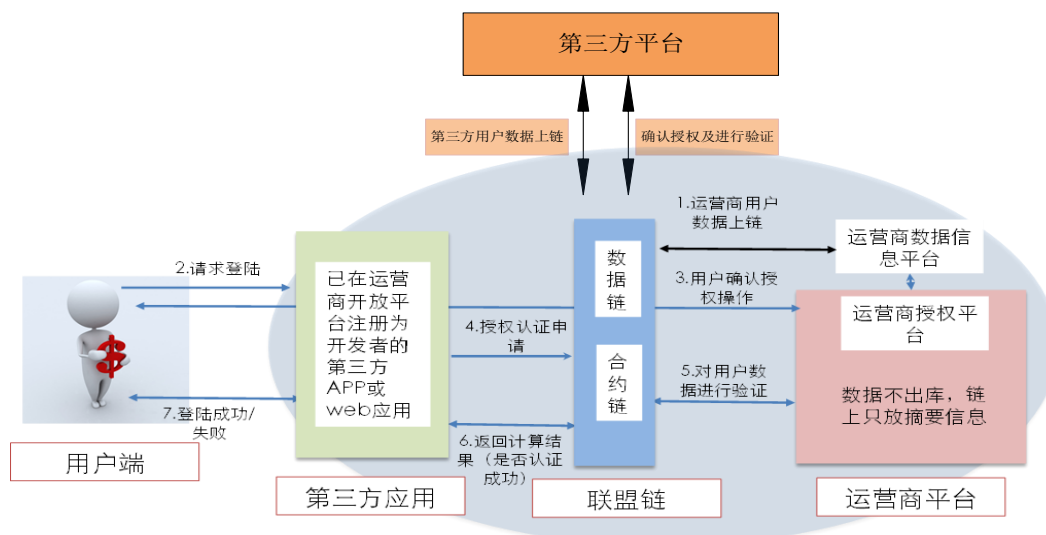 第三方平台
第三方用户数据上链
确认授权及进行验证
1.运营商用户
数据上链
运营商数据信
息平台
2.请求登陆
已在运营
商开放平
台注册为
开发者的
第三方
APP或
web应用
数
据
链
3.用户确认授
权操作
运营商授权平
台
4.授权认证申
请
合
约
链
5.对用户数
据进行验证
数据不出库，链
上只放摘要信息
7.登陆成功/
失败
6.返回计算结
果（是否认证
成功）
用户端
第三方应用
联盟链
运营商平台